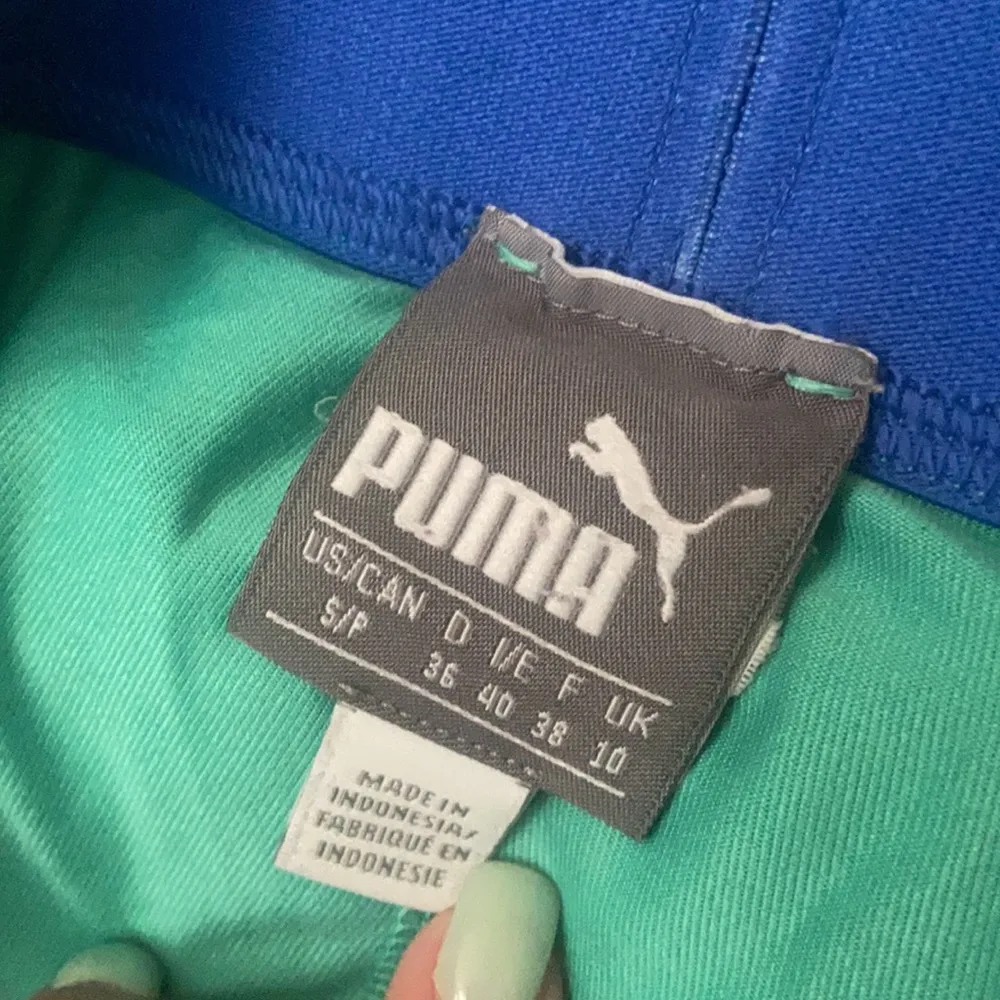 PUMA
US/CAN D I/E F UK
S/P 36 40 38 10
MADE IN
INDONESIA/
FABRIQUÉ EN
INDONESIE